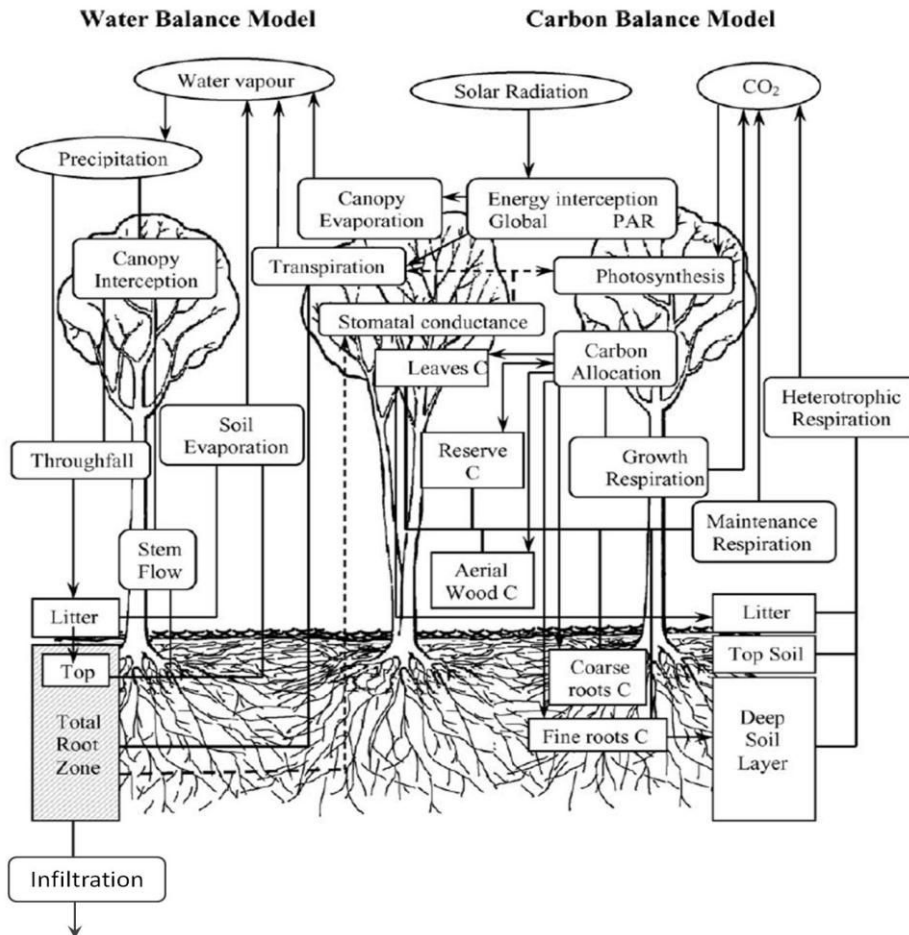 Water Balance Model
Carbon Balance Model
Water vapour
Solar Radiation
CO₂
Precipitation
Canopy
Evaporation
Energy interception
Global PAR
Canopy
Interception
Transpiration
Photosynthesis
Stomatal conductance
Leaves C
Carbon
Allocation
Heterotrophic
Respiration
Soil
Evaporation
Throughfall
Reserve
C
Growth
Respiration
Maintenance
Respiration
Stem
Flow
Aerial
Wood C
Litter
Litter
Top
Top Soil
Coarse
roots C
Total
Root
Zone
Fine roots C
Deep
Soil
Layer
Infiltration